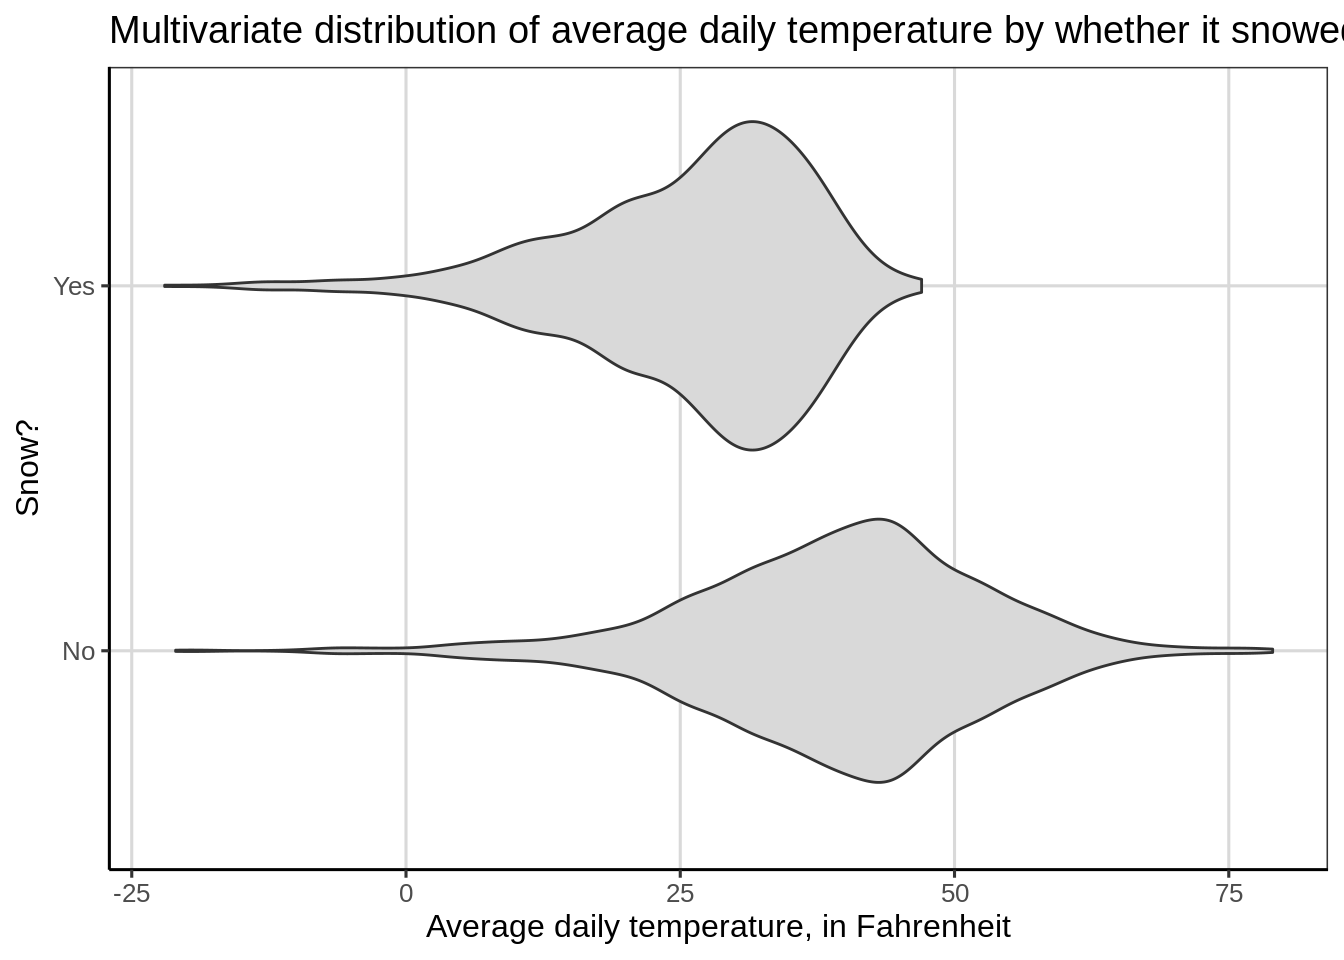 Multivariate distribution of average daily temperature by whether it snowed
Yes
No
Snow?
-25 0 25 50 75
Average daily temperature, in Fahrenheit